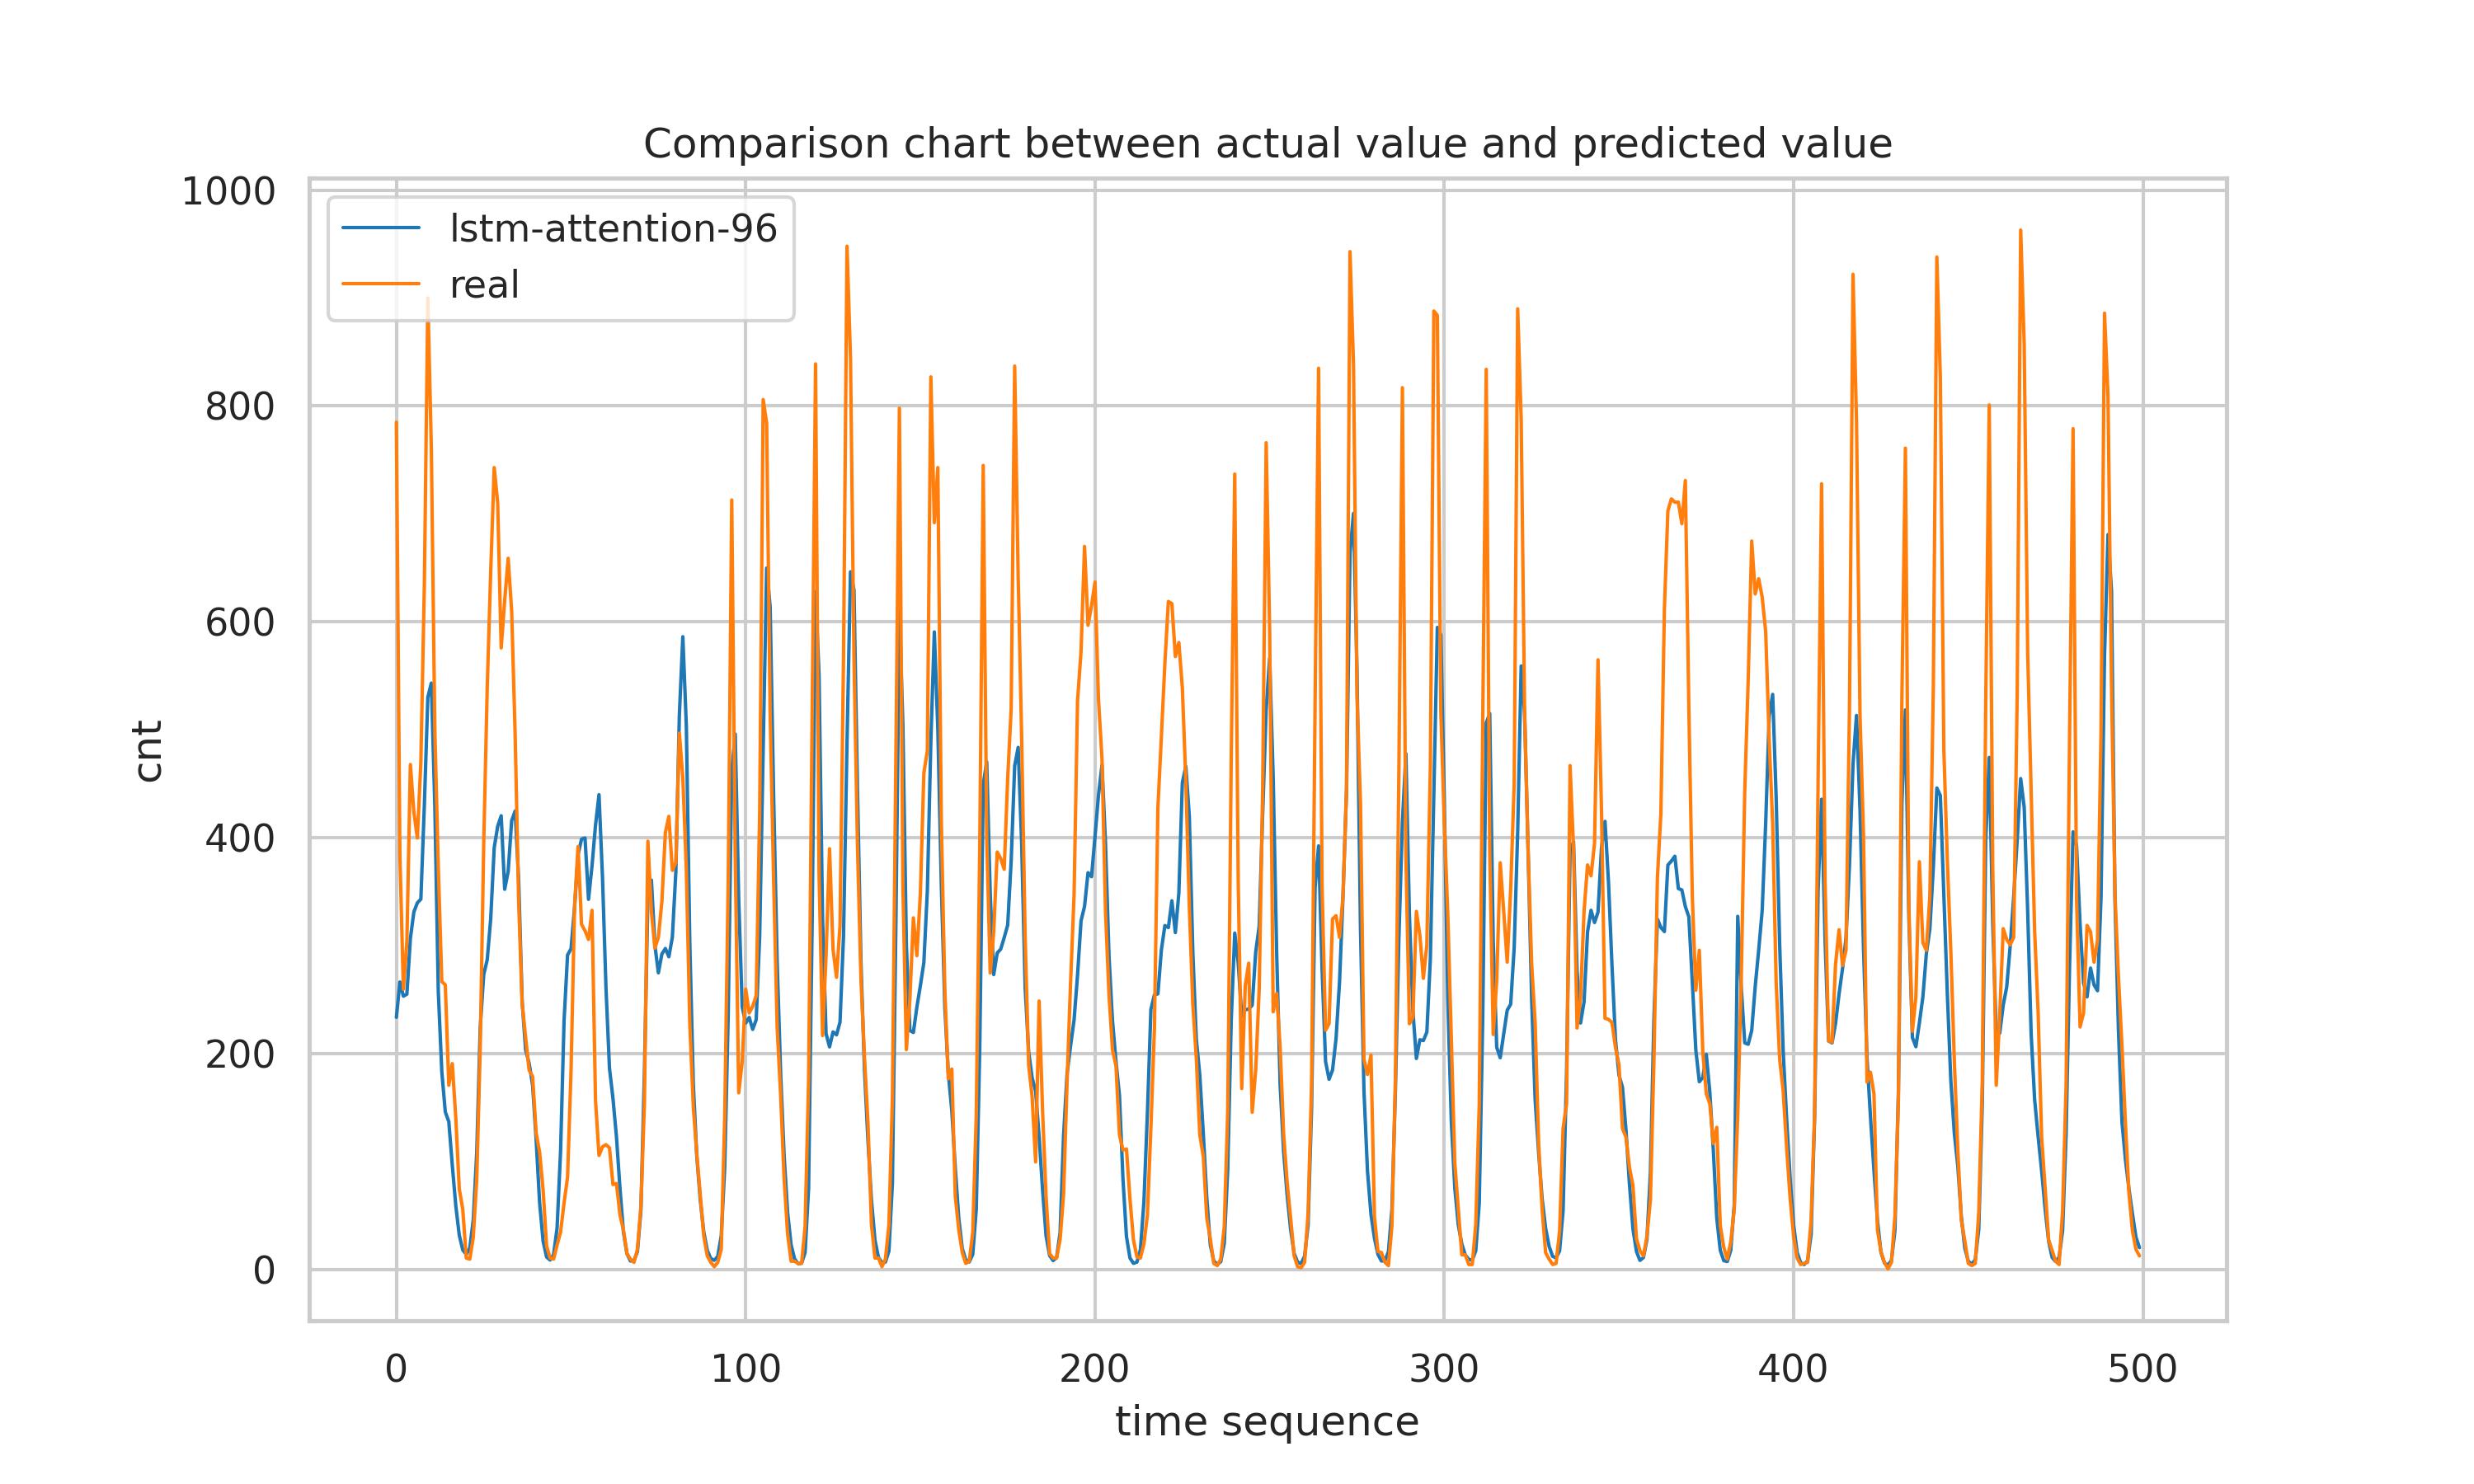 Comparison chart between actual value and predicted value
lstm-attention-96
real
1000
800
600
400
200
0
cnt
0 100 200 300 400 500
time sequence